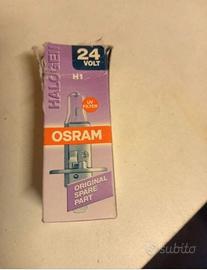 HALOGEN
24
VOLT
H1
UV
FILTER
OSRAM
ORIGINAL
SPARE
PART
subito